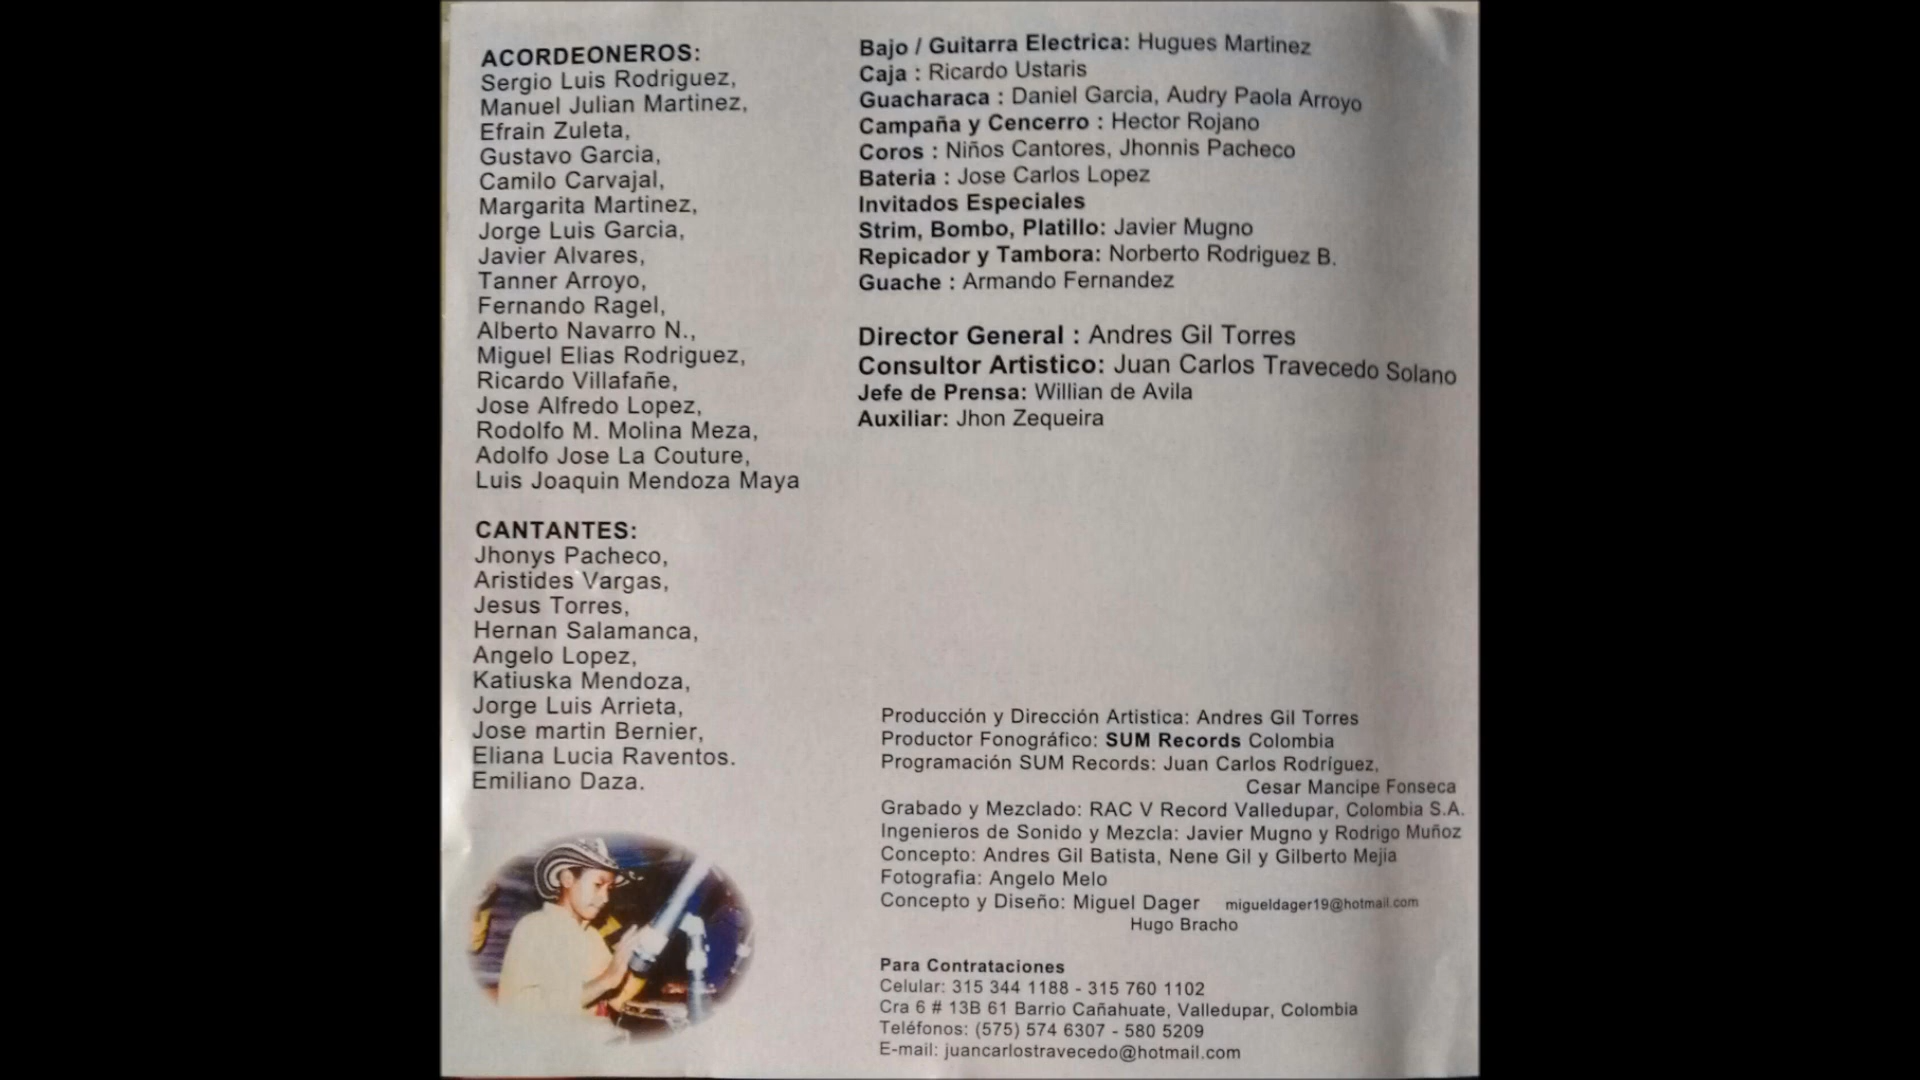 ACORDEONEROS:
Sergio Luis Rodriguez,
Manuel Julian Martinez,
Efrain Zuleta,
Gustavo Garcia,
Camilo Carvajal,
Margarita Martinez,
Jorge Luis Garcia,
Javier Alvares,
Tanner Arroyo,
Fernando Ragel,
Alberto Navarro N.,
Miguel Elias Rodriguez,
Ricardo Villafañe,
Jose Alfredo Lopez,
Rodolfo M. Molina Meza,
Adolfo Jose La Couture,
Luis Joaquin Mendoza Maya
CANTANTES:
Jhonys Pacheco,
Aristides Vargas,
Jesus Torres,
Hernan Salamanca,
Angelo Lopez,
Katiuska Mendoza,
Jorge Luis Arrieta,
Jose martin Bernier,
Eliana Lucia Raventos.
Emiliano Daza.
Bajo / Guitarra Electrica: Hugues Martinez
Caja : Ricardo Ustaris
Guacharaca : Daniel Garcia, Audry Paola Arroyo
Campaña y Cencerro : Hector Rojano
Coros : Niños Cantores, Jhonnis Pacheco
Bateria : Jose Carlos Lopez
Invitados Especiales
Strim, Bombo, Platillo: Javier Mugno
Repicador y Tambora: Norberto Rodriguez B.
Guache : Armando Fernandez
Director General : Andres Gil Torres
Consultor Artistico: Juan Carlos Travecedo Solano
Jefe de Prensa: Willian de Avila
Auxiliar: Jhon Zequeira
Producción y Dirección Artistica: Andres Gil Torres
Productor Fonográfico: SUM Records Colombia
Programación SUM Records: Juan Carlos Rodríguez,
Cesar Mancipe Fonseca
Grabado y Mezclado: RAC V Record Valledupar, Colombia S.A.
Ingenieros de Sonido y Mezcla: Javier Mugno y Rodrigo Muñoz
Concepto: Andres Gil Batista, Nene Gil y Gilberto Mejia
Fotografia: Angelo Melo
Concepto y Diseño: Miguel Dager migueldager19@hotmail.com
Hugo Bracho
Para Contrataciones
Celular: 315 344 1188 - 315 760 1102
Cra 6 # 13B 61 Barrio Cañahuate, Valledupar, Colombia
Teléfonos: (575) 574 6307 - 580 5209
E-mail: juancarlostravecedo@hotmail.com